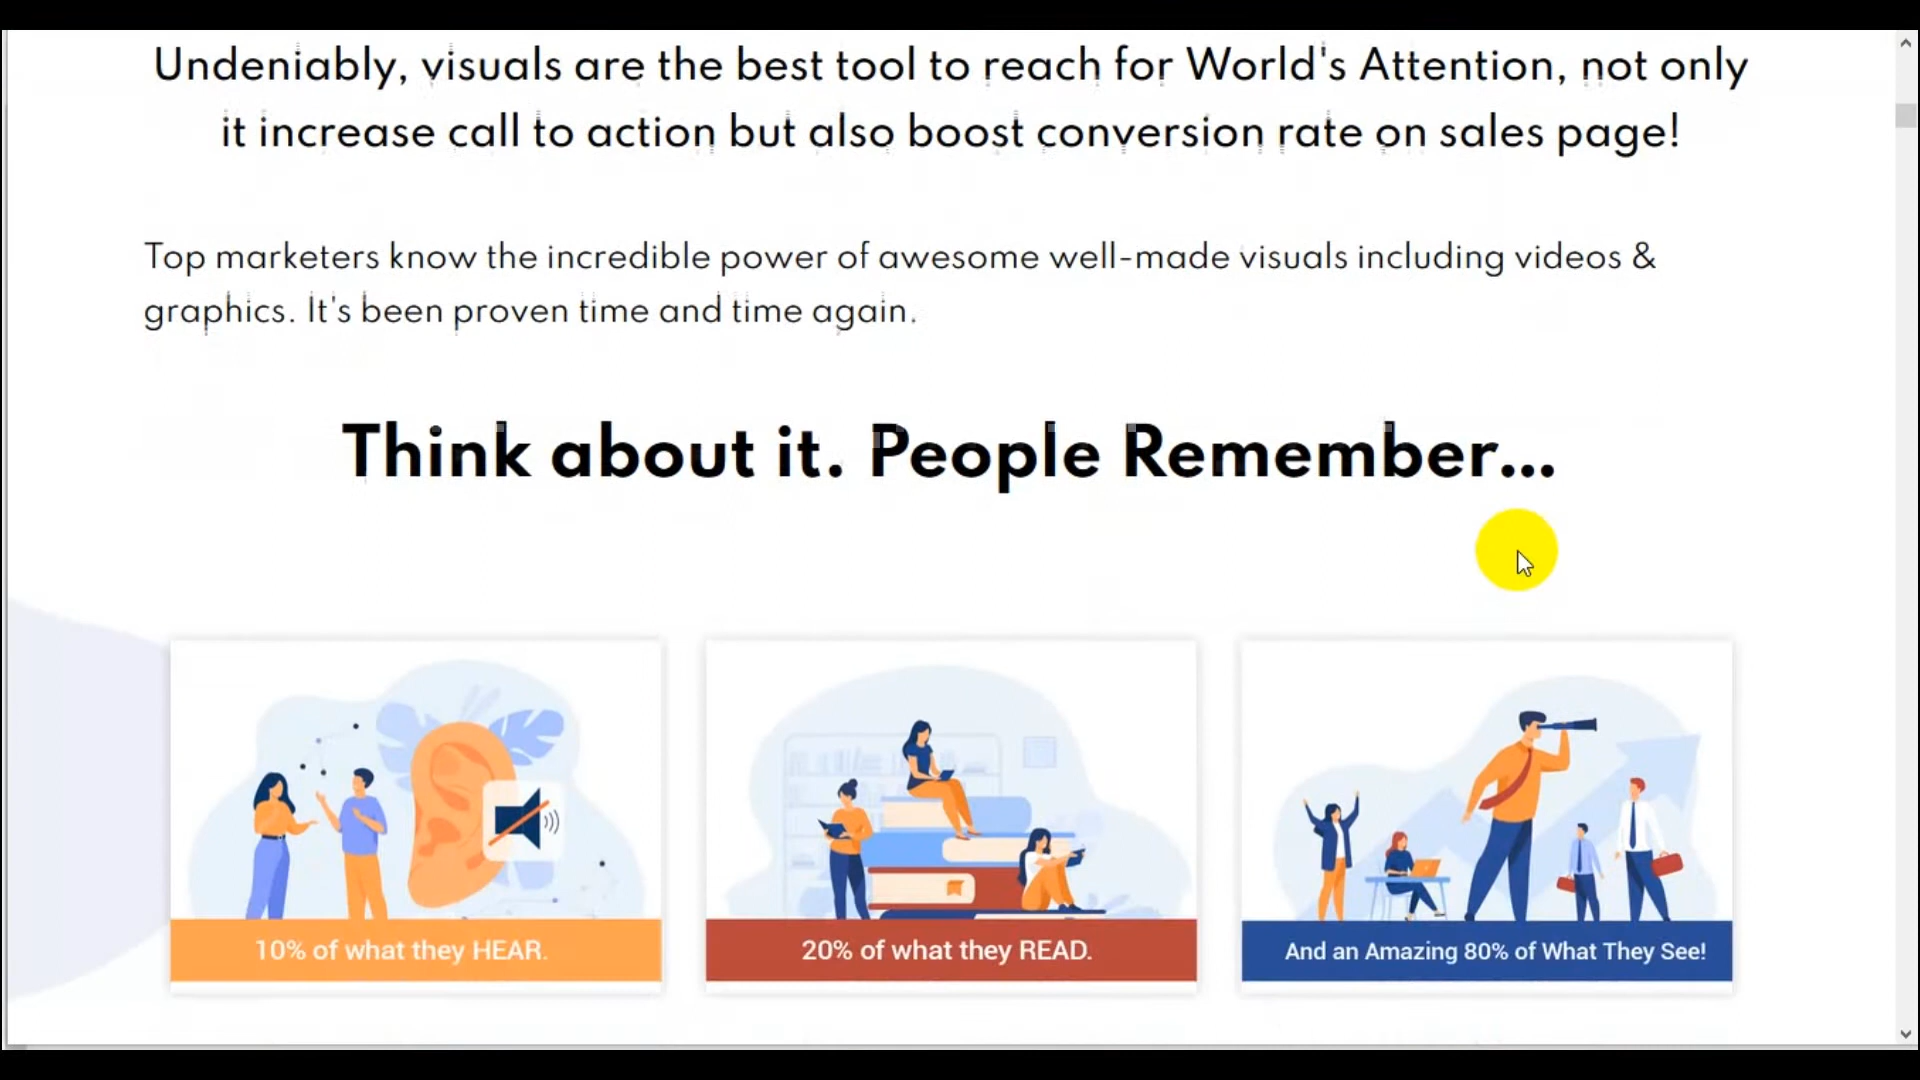 Undeniably, visuals are the best tool to reach for World's Attention, not only
it increase call to action but also boost conversion rate on sales page!
Top marketers know the incredible power of awesome well-made visuals including videos &
graphics. It's been proven time and time again.
Think about it. People Remember...
10% of what they HEAR.
20% of what they READ.
And an Amazing 80% of What They See!